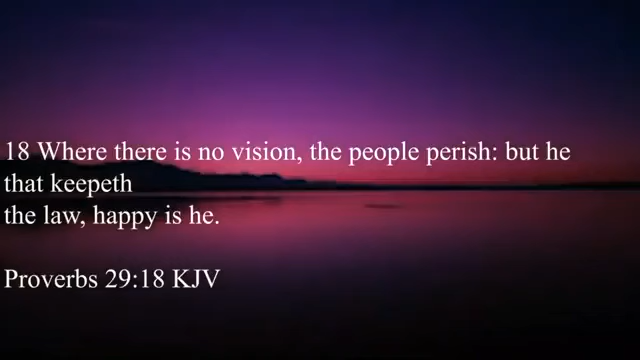 18 Where there is no vision, the people perish: but he
that keepeth
the law, happy is he.
Proverbs 29:18 KJV